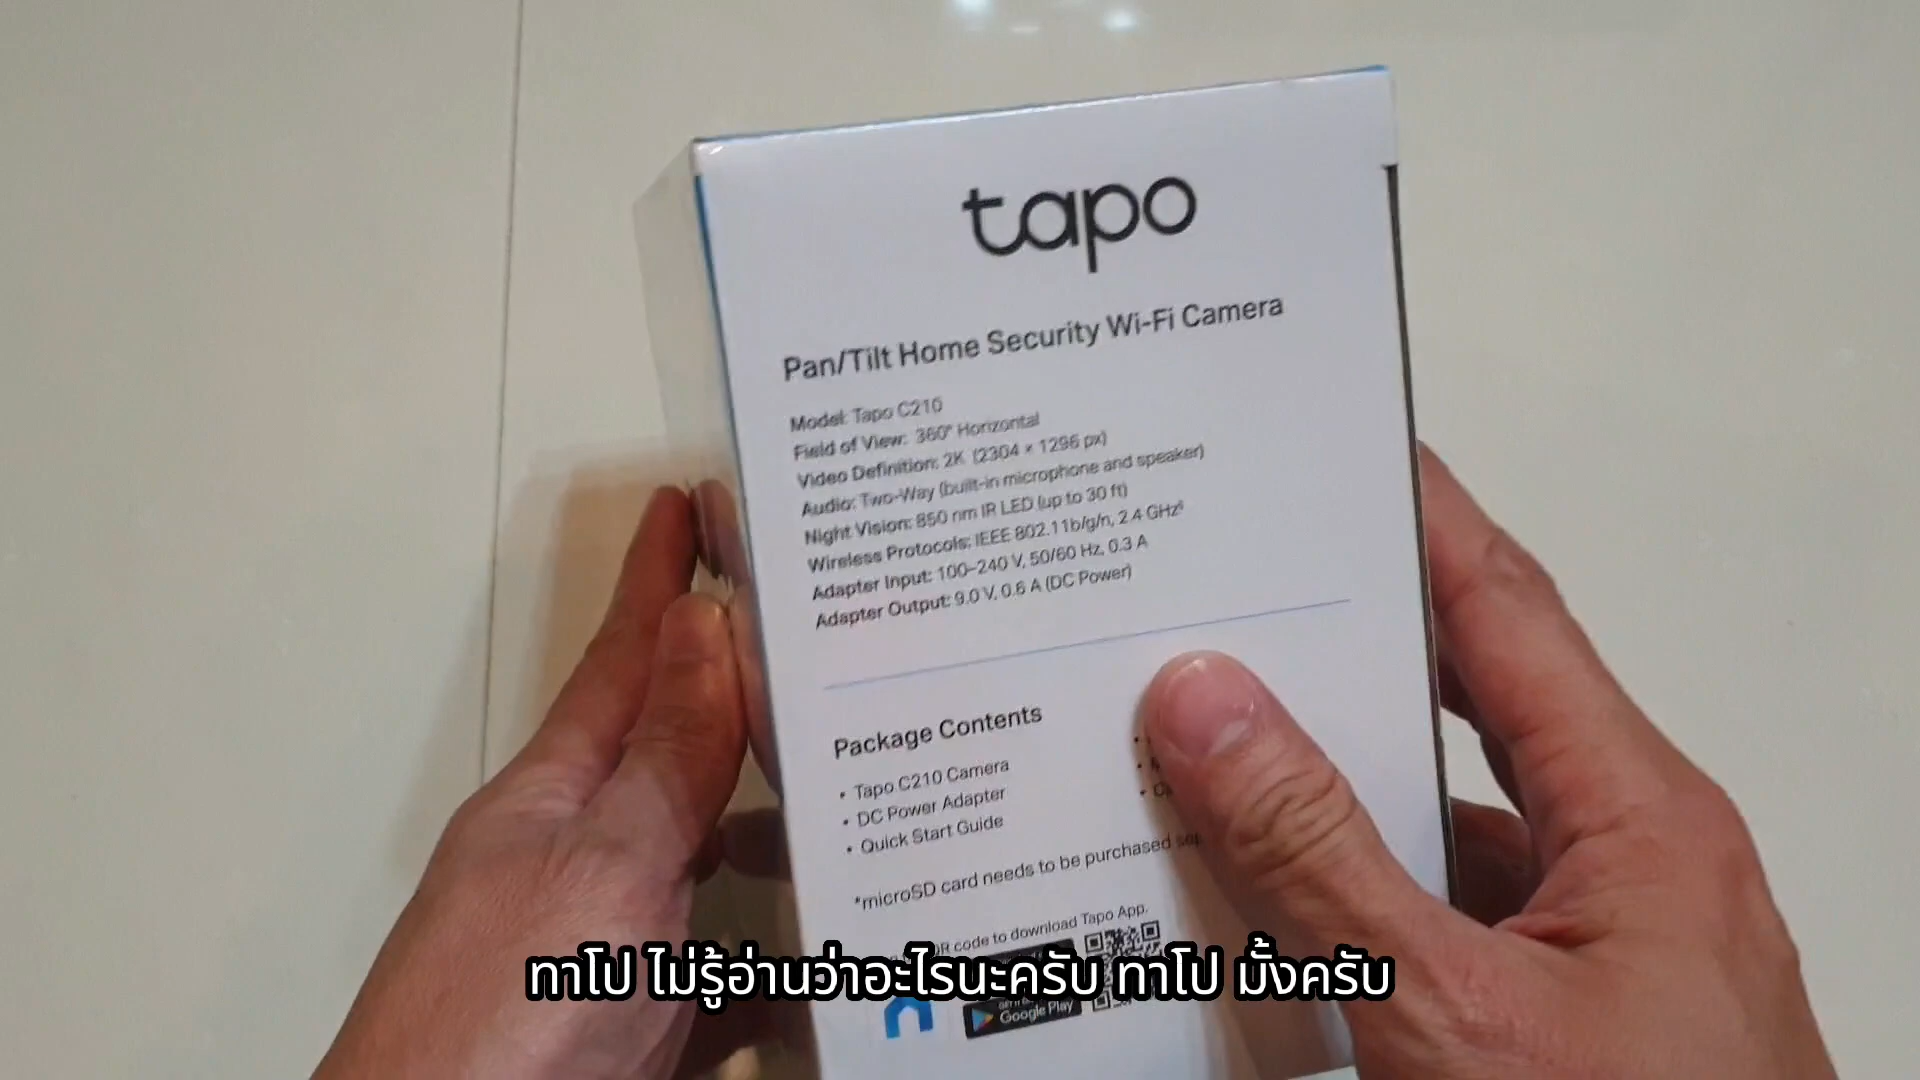 tapo
Pan/Tilt Home Security Wi-Fi Camera
Model: Tapo C210
Field of View: 360° Horizontal
Video Definition: 2K (2304 × 1296 px)
Audio: Two-Way (built-in microphone and speaker)
Night Vision: 850 nm IR LED (up to 30 ft)
Wireless Protocols: IEEE 802.11b/g/n, 2.4 GHz
Adapter Input: 100–240 V, 50/60 Hz, 0.3 A
Adapter Output: 9.0 V, 0.6 A (DC Power)
Package Contents
• Tapo C210 Camera
• DC Power Adapter
• Quick Start Guide
*microSD card needs to be purchased
QR code to download Tapo App.
Google Play
ทาโป ไม่รู้อ่านว่าอะไรนะครับ ทาโป มั้งครับ